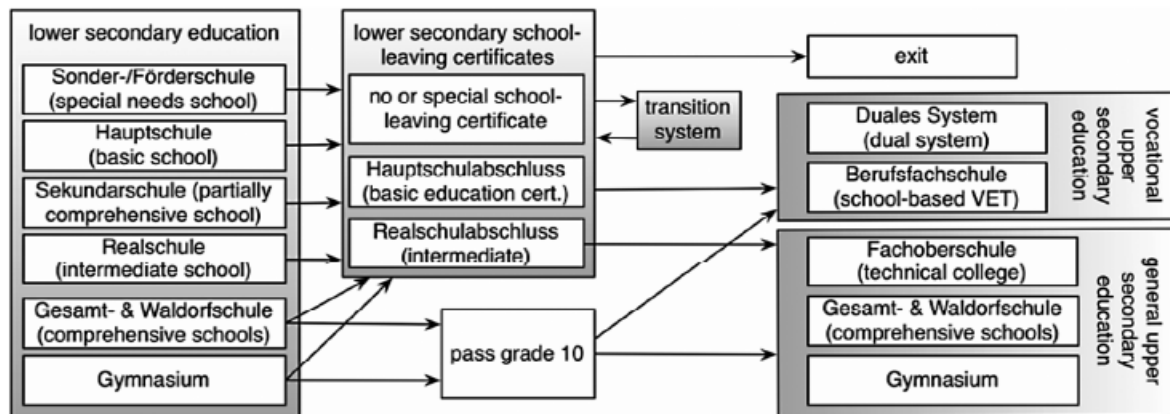 lower secondary education
Sonder-/Förderschule
(special needs school)
Hauptschule
(basic school)
Sekundarschule (partially
comprehensive school)
Realschule
(intermediate school)
Gesamt- & Waldorfschule
(comprehensive schools)
Gymnasium
lower secondary school-
leaving certificates
no or special school-
leaving certificate
Hauptschulabschluss
(basic education cert.)
Realschulabschluss
(intermediate)
transition
system
pass grade 10
exit
Duales System
(dual system)
Berufsfachschule
(school-based VET)
vocational
upper
secondary
education
Fachoberschule
(technical college)
Gesamt- & Waldorfschule
(comprehensive schools)
Gymnasium
general upper
secondary
education